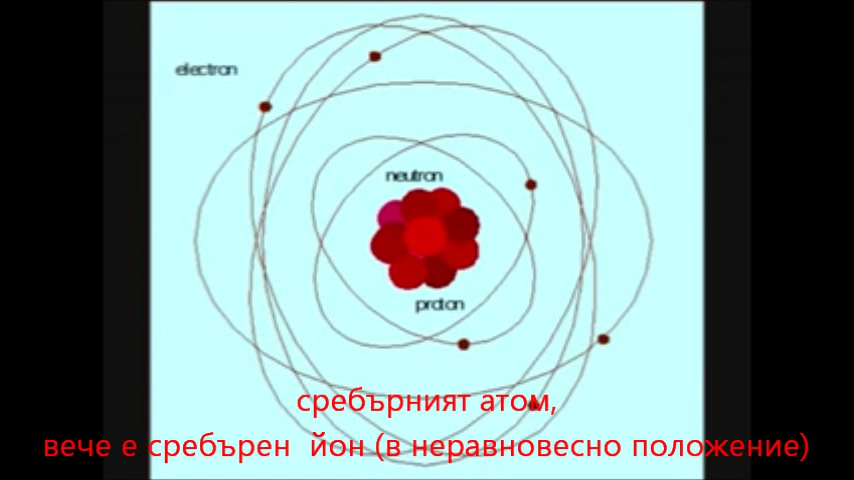 electron
neutron
proton
сребърният атом,
вече е сребърен йон (в неравновесно положение)